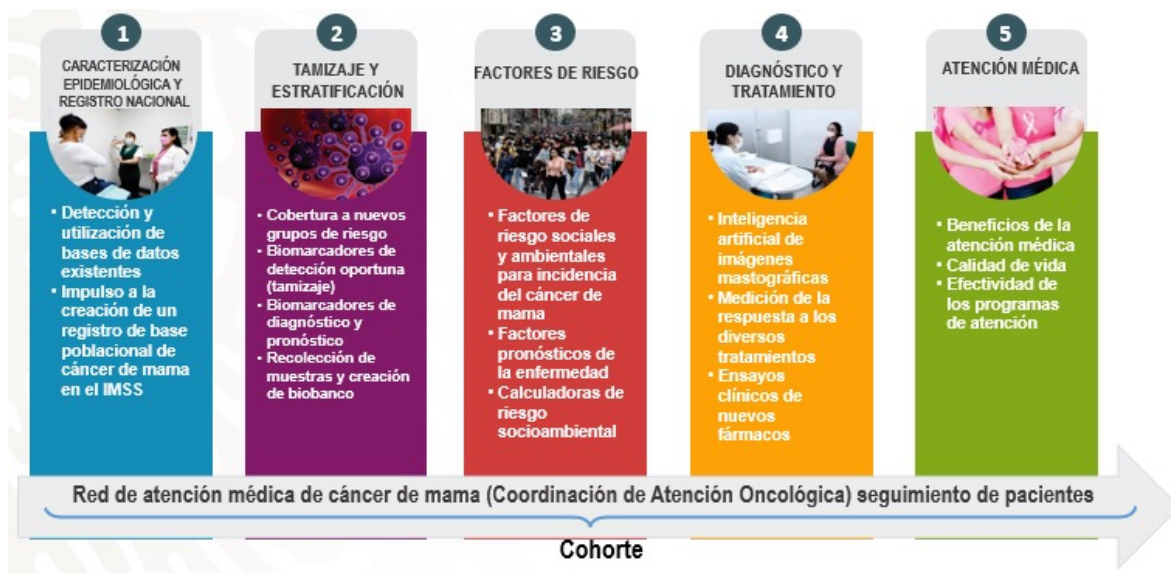 1
CARACTERIZACIÓN
EPIDEMIOLÓGICA Y
REGISTRO NACIONAL
▪ Detección y
utilización de
bases de datos
existentes
▪ Impulso a la
creación de un
registro de base
poblacional de
cáncer de mama
en el IMSS
2
TAMIZAJE Y
ESTRATIFICACIÓN
▪ Cobertura a nuevos
grupos de riesgo
▪ Biomarcadores de
detección oportuna
(tamizaje)
▪ Biomarcadores de
diagnóstico y
pronóstico
▪ Recolección de
muestras y creación
de biobanco
3
FACTORES DE RIESGO
▪ Factores de
riesgo sociales
y ambientales
para incidencia
del cáncer de
mama
▪ Factores
pronósticos de
la enfermedad
▪ Calculadoras de
riesgo
socioambiental
4
DIAGNÓSTICO Y
TRATAMIENTO
▪ Inteligencia
artificial de
imágenes
mastográficas
▪ Medición de la
respuesta a los
diversos
tratamientos
▪ Ensayos
clínicos de
nuevos
fármacos
5
ATENCIÓN MÉDICA
▪ Beneficios de la
atención médica
▪ Calidad de vida
▪ Efectividad de
los programas
de atención
Red de atención médica de cáncer de mama (Coordinación de Atención Oncológica) seguimiento de pacientes
Cohorte